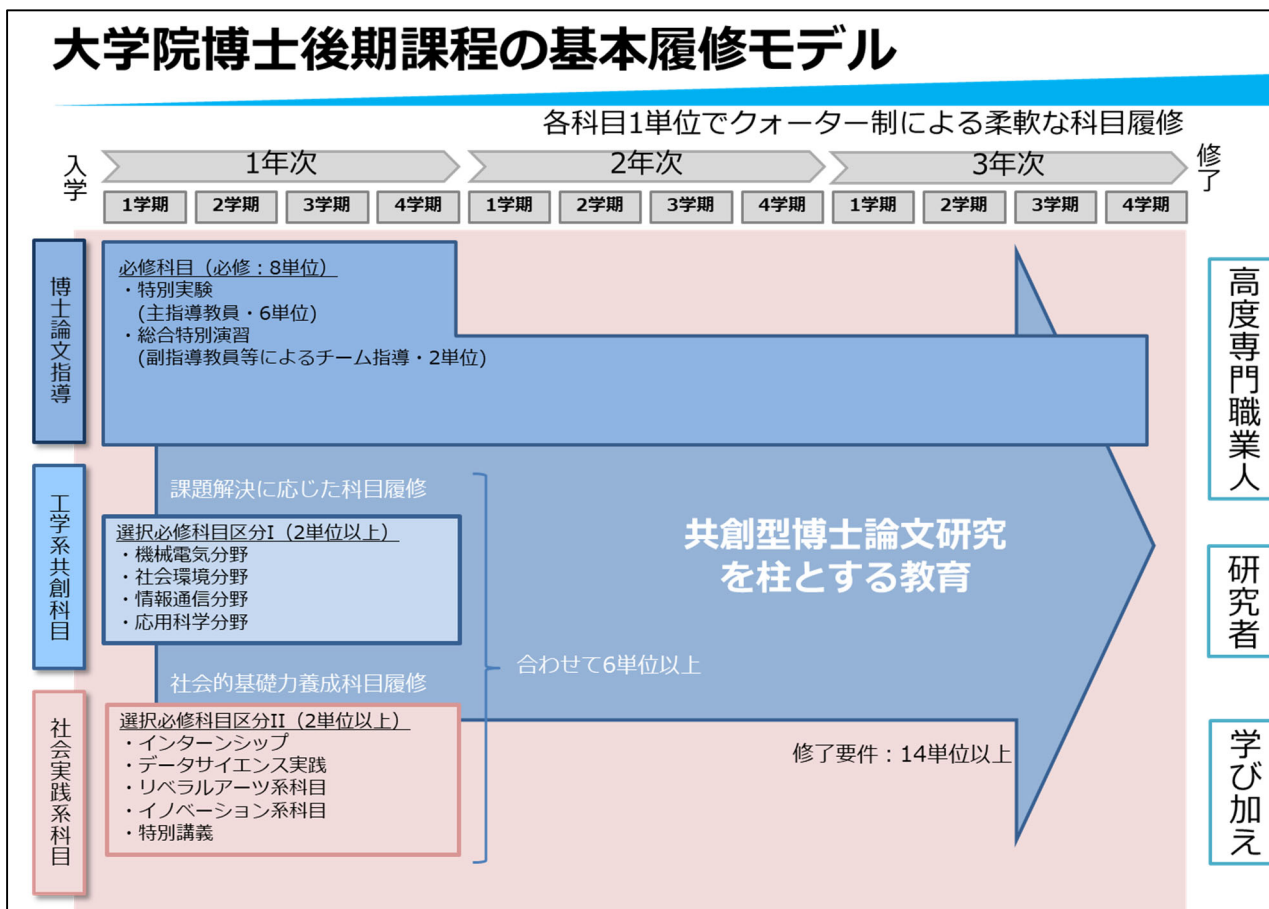 大学院博士後期課程の基本履修モデル
各科目1単位でクォーター制による柔軟な科目履修
入学
1年次
2年次
3年次
修了
1学期
2学期
3学期
4学期
1学期
2学期
3学期
4学期
1学期
2学期
3学期
4学期
博士論文指導
必修科目（必修：8単位）
・特別実験
(主指導教員・6単位)
・総合特別演習
(副指導教員等によるチーム指導・2単位)
工学系共創科目
課題解決に応じた科目履修
選択必修科目区分I（2単位以上）
・機械電気分野
・社会環境分野
・情報通信分野
・応用科学分野
共創型博士論文研究
を柱とする教育
合わせて6単位以上
社会実践系科目
社会的基礎力養成科目履修
選択必修科目区分II（2単位以上）
・インターンシップ
・データサイエンス実践
・リベラルアーツ系科目
・イノベーション系科目
・特別講義
修了要件：14単位以上
高度専門職業人
研究者
学び加え